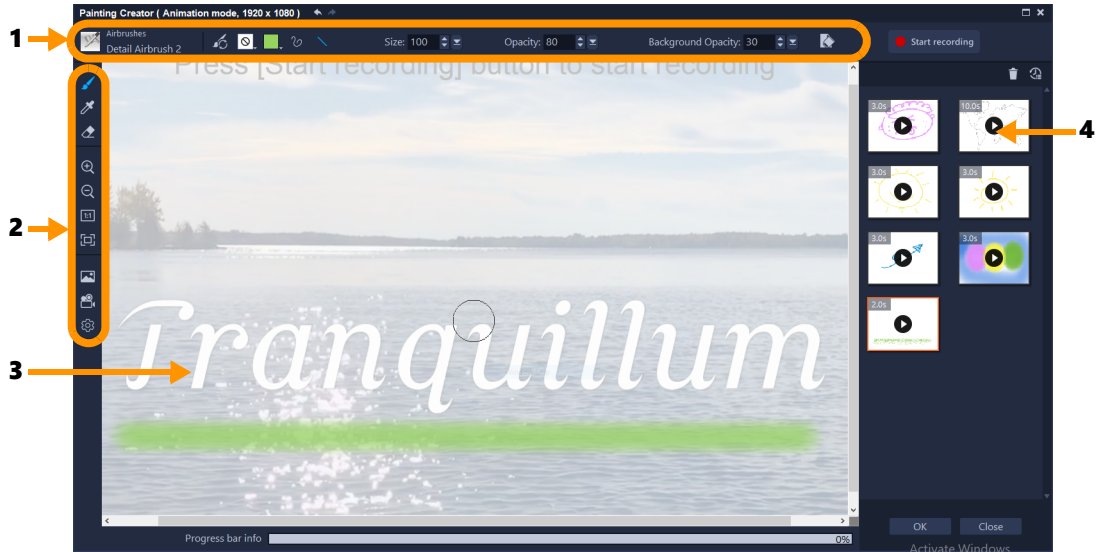 Painting Creator ( Animation mode, 1920 x 1080 )
1
Airbrushes
Detail Airbrush 2
Size: 100
Opacity: 80
Background Opacity: 30
Start recording
Press [Start recording] button to start recording
3.0s
10.0s
4
3.0s
3.0s
1:1
2
3.0s
3.0s
2.0s
Tranquillum
3
Progress bar info
0%
OK
Close
Activate Windows